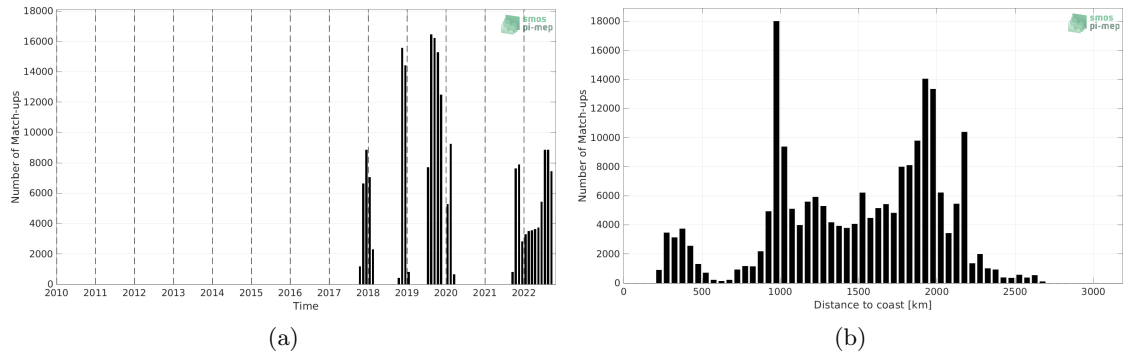 smos
pi-mep
18000
16000
14000
12000
10000
8000
6000
4000
2000
0
Number of Match-ups
2010 2011 2012 2013 2014 2015 2016 2017 2018 2019 2020 2021 2022
Time
(a)
smos
pi-mep
18000
16000
14000
12000
10000
8000
6000
4000
2000
0
Number of Match-ups
0 500 1000 1500 2000 2500 3000
Distance to coast [km]
(b)